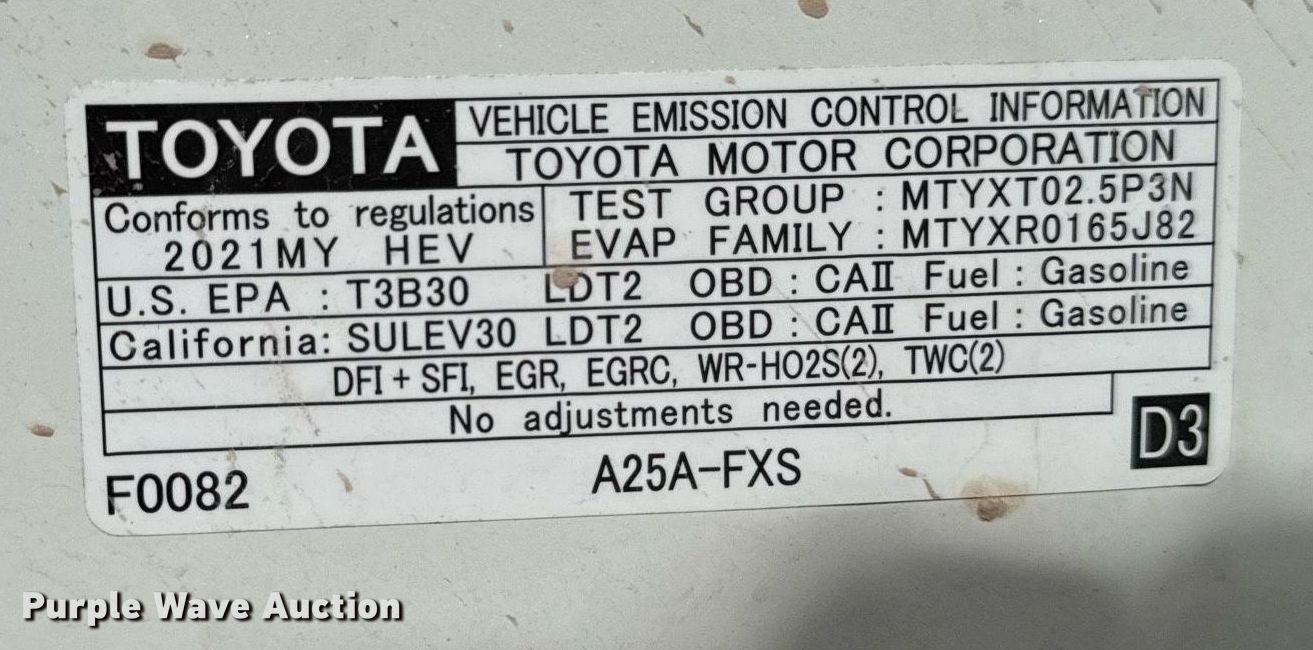 TOYOTA
VEHICLE EMISSION CONTROL INFORMATION
TOYOTA MOTOR CORPORATION
Conforms to regulations
2021MY HEV
TEST GROUP : MTYXT02.5P3N
EVAP FAMILY : MTYXR0165J82
U.S. EPA : T3B30 LDT2 OBD : CAⅡ Fuel : Gasoline
California: SULEV30 LDT2 OBD : CAⅡ Fuel : Gasoline
DFI + SFI, EGR, EGRC, WR-HO2S(2), TWC(2)
No adjustments needed.
D3
F0082
A25A-FXS
Purple Wave Auction